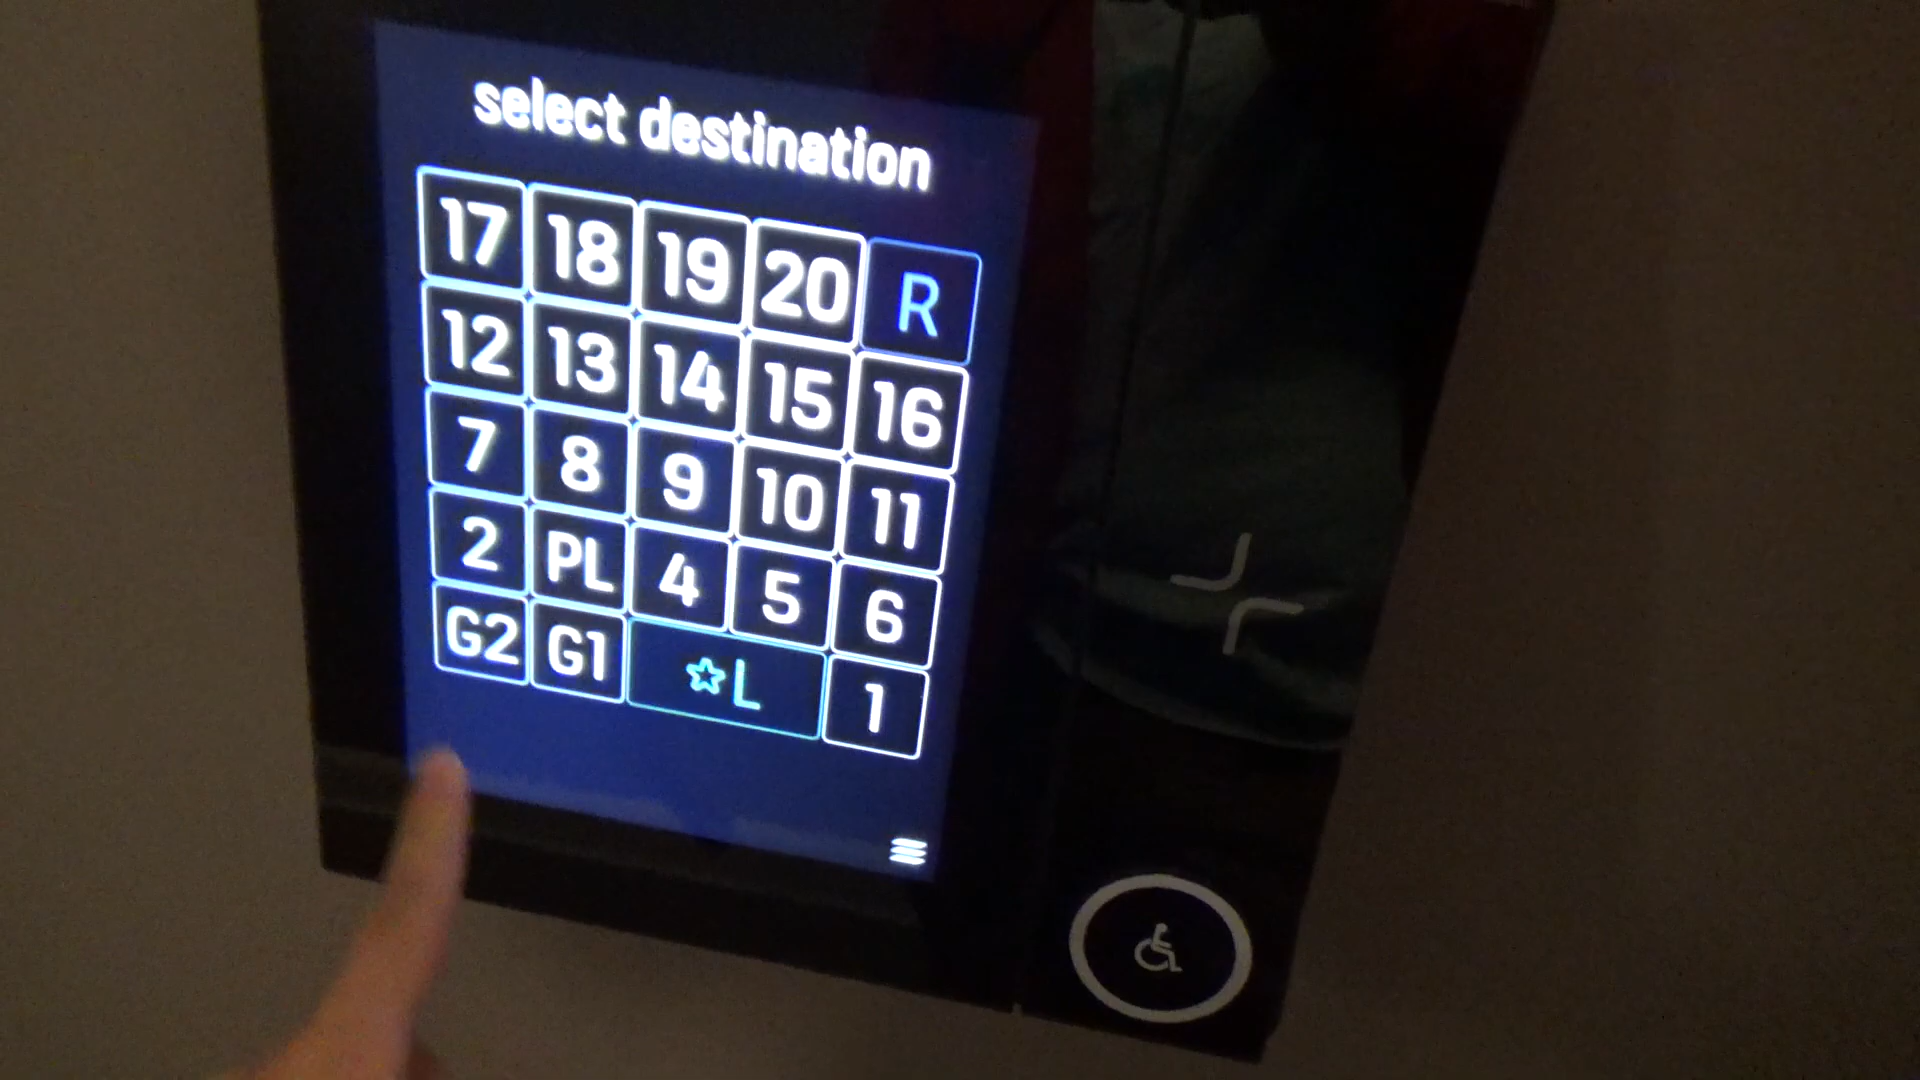 select destination
17 18 19 20 R
12 13 14 15 16
7 8 9 10 11
2 PL 4 5 6
G2 G1 ☆L 1